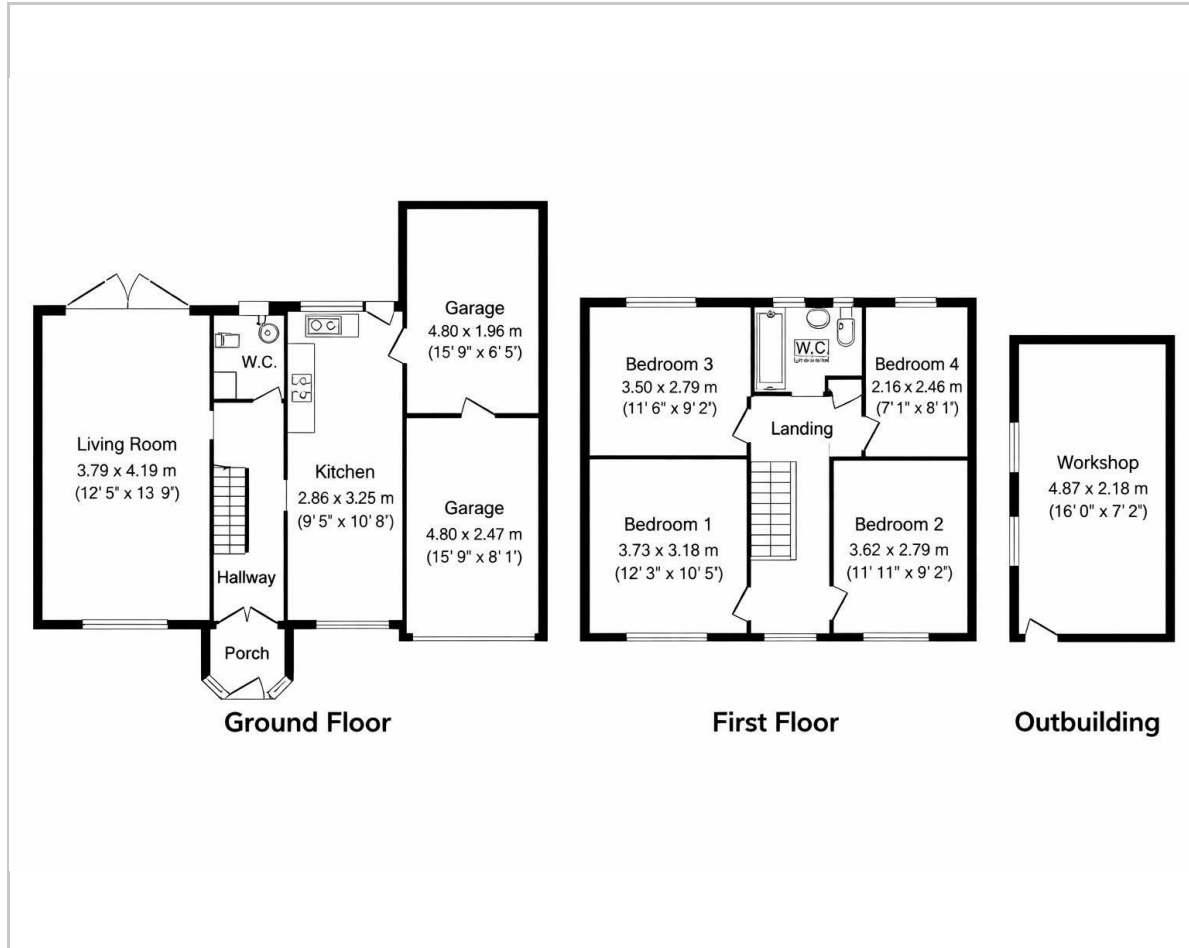 Garage
4.80 x 1.96 m
(15' 9" x 6' 5")
W.C.
Living Room
3.79 x 4.19 m
(12' 5" x 13 9")
Kitchen
2.86 x 3.25 m
(9' 5" x 10' 8")
Garage
4.80 x 2.47 m
(15' 9" x 8' 1")
Hallway
Porch
Ground Floor
Bedroom 3
3.50 x 2.79 m
(11' 6" x 9' 2")
W.C.
Bedroom 4
2.16 x 2.46 m
(7' 1" x 8' 1")
Landing
Bedroom 1
3.73 x 3.18 m
(12' 3" x 10' 5")
Bedroom 2
3.62 x 2.79 m
(11' 11" x 9' 2")
First Floor
Workshop
4.87 x 2.18 m
(16' 0" x 7' 2")
Outbuilding